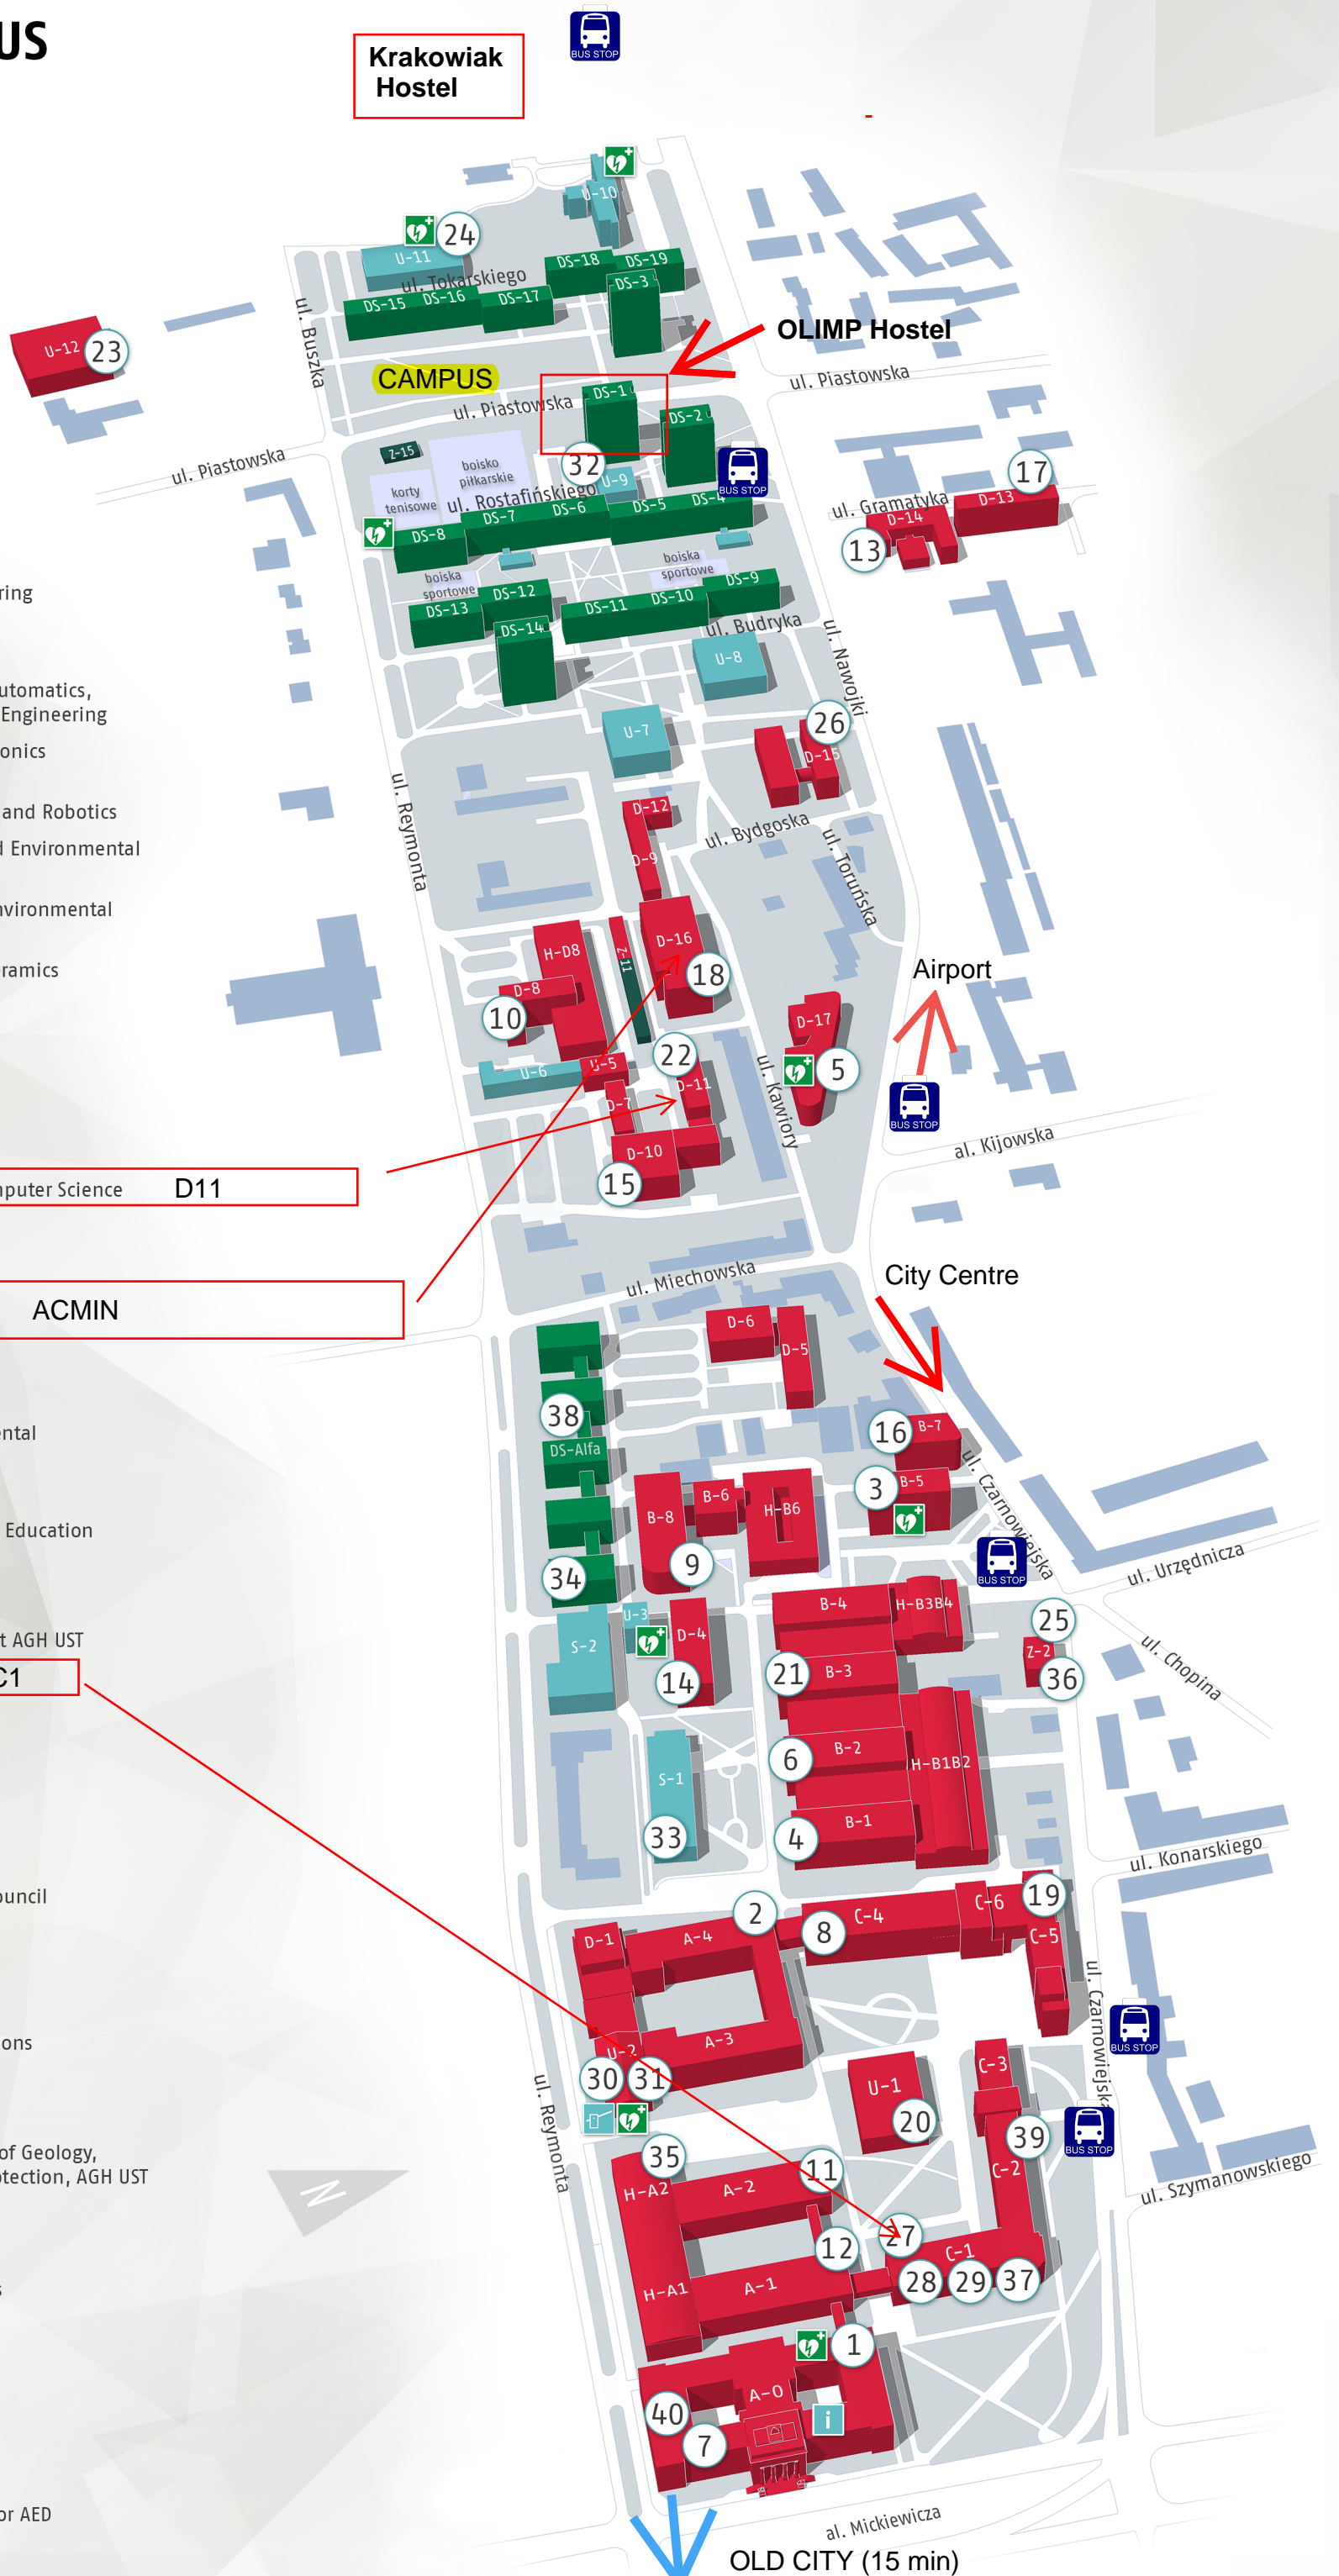 US
Krakowiak
Hostel
BUS STOP
-
U-10
24
U-11
ul. Tokarskiego
DS-18
DS-19
DS-3
DS-15
DS-16
DS-17
ul. Buszka
U-12
23
OLIMP Hostel
CAMPUS
ul. Piastowska
DS-1
ul. Piastowska
DS-2
ul. Piastowska
Z-15
boisko
piłkarskie
korty
tenisowe
32
U-9
BUS STOP
17
ul. Rostafińskiego
DS-8
DS-7
DS-6
DS-5
DS-4
ul. Gramatyka
D-14
D-13
13
boiska
sportowe
boiska
sportowe
DS-13
DS-12
DS-11
DS-10
DS-9
DS-14
ul. Budryka
U-8
ul. Nawojki
ring
utomatics,
Engineering
onics
and Robotics
d Environmental
nvironmental
ramics
U-7
26
D-15
ul. Reymonta
D-12
D-9
ul. Bydgoska
ul. Toruńska
H-D8
Z-11
D-16
18
D-8
10
Airport
D-17
5
22
U-6
U-5
D-7
D-11
ul. Kawiory
BUS STOP
al. Kijowska
D-10
15
mputer Science
D11
ACMIN
ul. Miechowska
City Centre
D-6
D-5
38
DS-Alfa
16
B-7
3
B-5
ul. Czarnowiejska
ental
Education
B-8
B-6
H-B6
9
34
BUS STOP
ul. Urzędnicza
t AGH UST
C1
S-2
U-3
D-4
14
B-4
H-B3B4
25
Z-2
36
ul. Chopina
21
B-3
6
B-2
H-B1B2
S-1
33
4
B-1
ul. Konarskiego
ouncil
2
8
C-4
C-6
19
C-5
D-1
A-4
A-3
U-2
30
31
ul. Czarnowiejska
BUS STOP
ons
U-1
20
C-3
C-2
39
BUS STOP
ul. Szymanowskiego
ul. Reymonta
of Geology,
otection, AGH UST
N
35
H-A2
A-2
11
12
27
C-1
28
29
37
H-A1
A-1
s
1
A-0
40
7
i
or AED
al. Mickiewicza
OLD CITY (15 min)